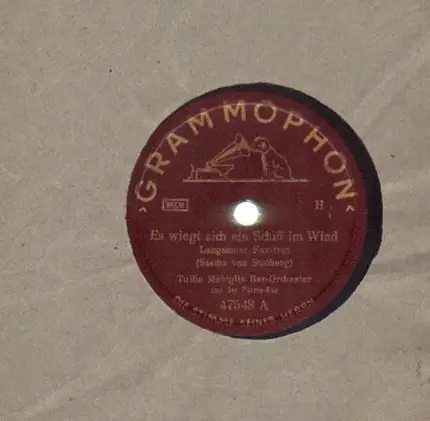 GRAMMOPHON
H
Es wiegt sich ein Schiff im Wind
Langsamer Foxtrot
(Sascha von Stolberg)
Tullio Mobiglia Bar-Orchester
aus der Patria-Bar
47548 A
DIE STIMME SEINES HERRN